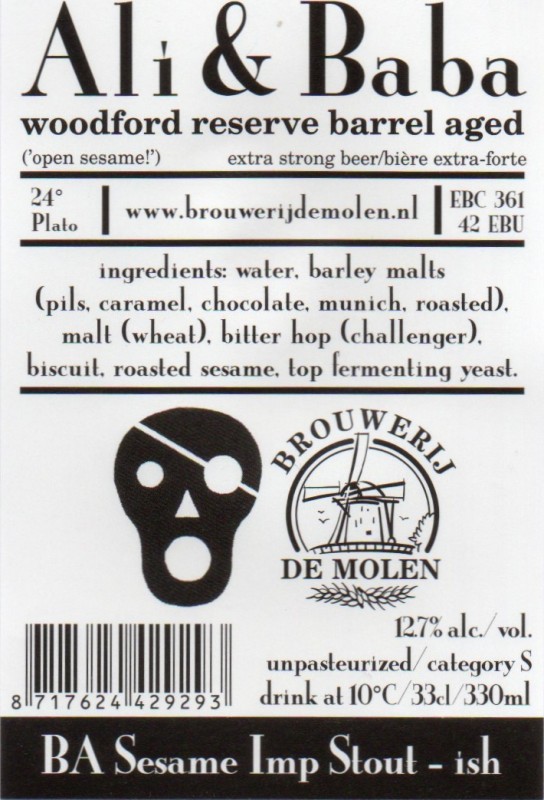 Ali & Baba
woodford reserve barrel aged
('open sesame!') extra strong beer/bière extra-forte
24°
Plato
www.brouwerijdemolen.nl
EBC 361
42 EBU
ingredients: water, barley malts
(pils, caramel, chocolate, munich, roasted),
malt (wheat), bitter hop (challenger),
biscuit, roasted sesame, top fermenting yeast.
BROUWERIJ
DE MOLEN
12.7% alc./vol.
unpasteurized/category S
drink at 10°C/33cl/330ml
8 717624 429293
BA Sesame Imp Stout - ish